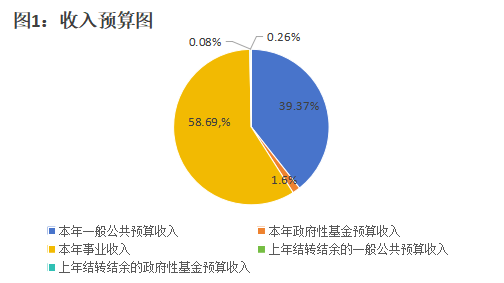 图1：收入预算图
0.08%
0.26%
39.37%
58.69,%
1.6%
本年一般公共预算收入
本年政府性基金预算收入
本年事业收入
上年结转结余的一般公共预算收入
上年结转结余的政府性基金预算收入